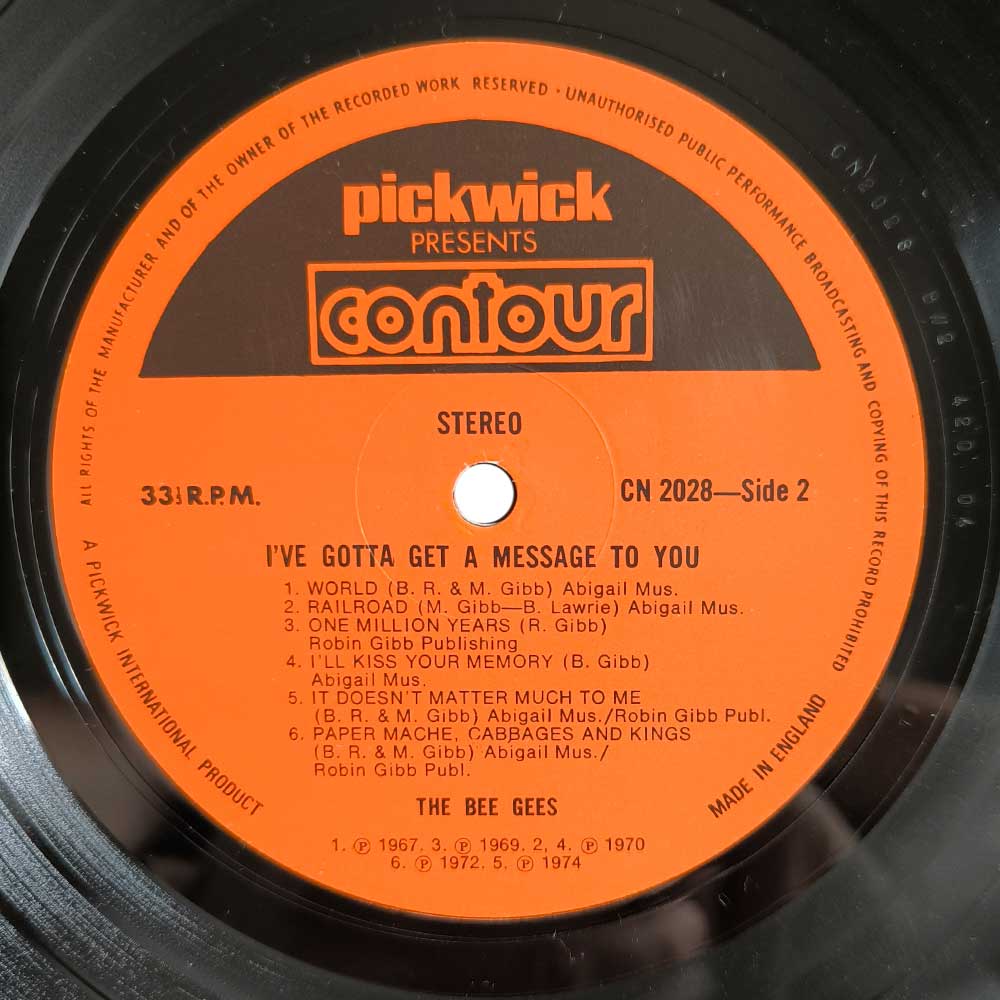 ALL RIGHTS OF THE MANUFACTURER AND OF THE OWNER OF THE RECORDED WORK RESERVED · UNAUTHORISED PUBLIC PERFORMANCE BROADCASTING AND COPYING OF THIS RECORD PROHIBITED
pickwick
PRESENTS
contour
STEREO
33⅓ R.P.M.
CN 2028—Side 2
I'VE GOTTA GET A MESSAGE TO YOU
1. WORLD (B. R. & M. Gibb) Abigail Mus.
2. RAILROAD (M. Gibb—B. Lawrie) Abigail Mus.
3. ONE MILLION YEARS (R. Gibb)
Robin Gibb Publishing
4. I'LL KISS YOUR MEMORY (B. Gibb)
Abigail Mus.
5. IT DOESN'T MATTER MUCH TO ME
(B. R. & M. Gibb) Abigail Mus./Robin Gibb Publ.
6. PAPER MACHE, CABBAGES AND KINGS
(B. R. & M. Gibb) Abigail Mus./
Robin Gibb Publ.
THE BEE GEES
1. ℗ 1967. 3. ℗ 1969. 2, 4. ℗ 1970
6. ℗ 1972. 5. ℗ 1974
A PICKWICK INTERNATIONAL PRODUCT
MADE IN ENGLAND